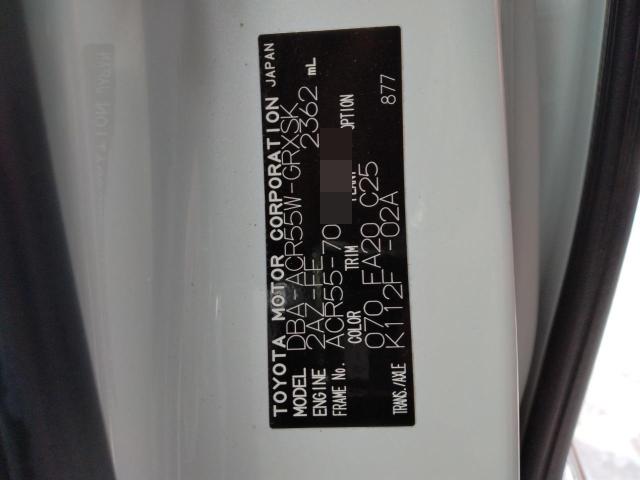 TOYOTA MOTOR CORPORATION JAPAN
MODEL DBA-ACR55W-GRXSK
ENGINE 2AZ-FE 2362 mL
FRAME No. ACR55-70
COLOR TRIM OPTION
070 FA20 C25 877
TRANS./AXLE K112F -02A